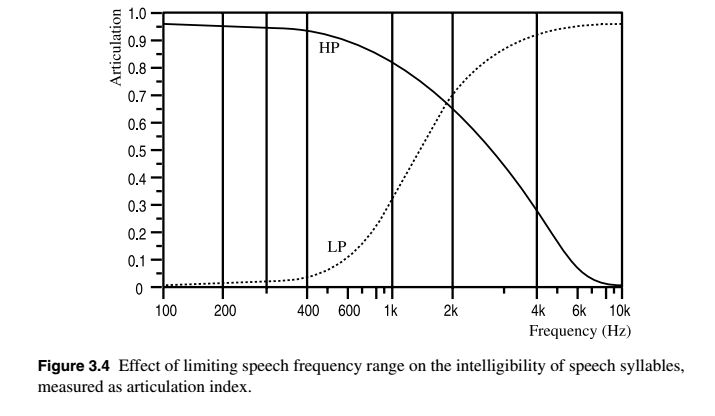 Articulation
1.0
0.9
0.8
0.7
0.6
0.5
0.4
0.3
0.2
0.1
0
HP
LP
100 200 400 600 1k 2k 4k 6k 10k
Frequency (Hz)
Figure 3.4 Effect of limiting speech frequency range on the intelligibility of speech syllables,
measured as articulation index.